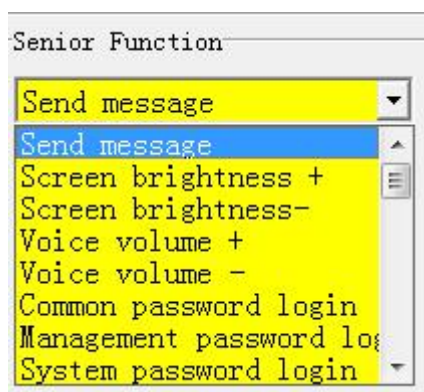 Senior Function
Send message
Send message
Screen brightness +
Screen brightness-
Voice volume +
Voice volume -
Common password login
Management password
System password login